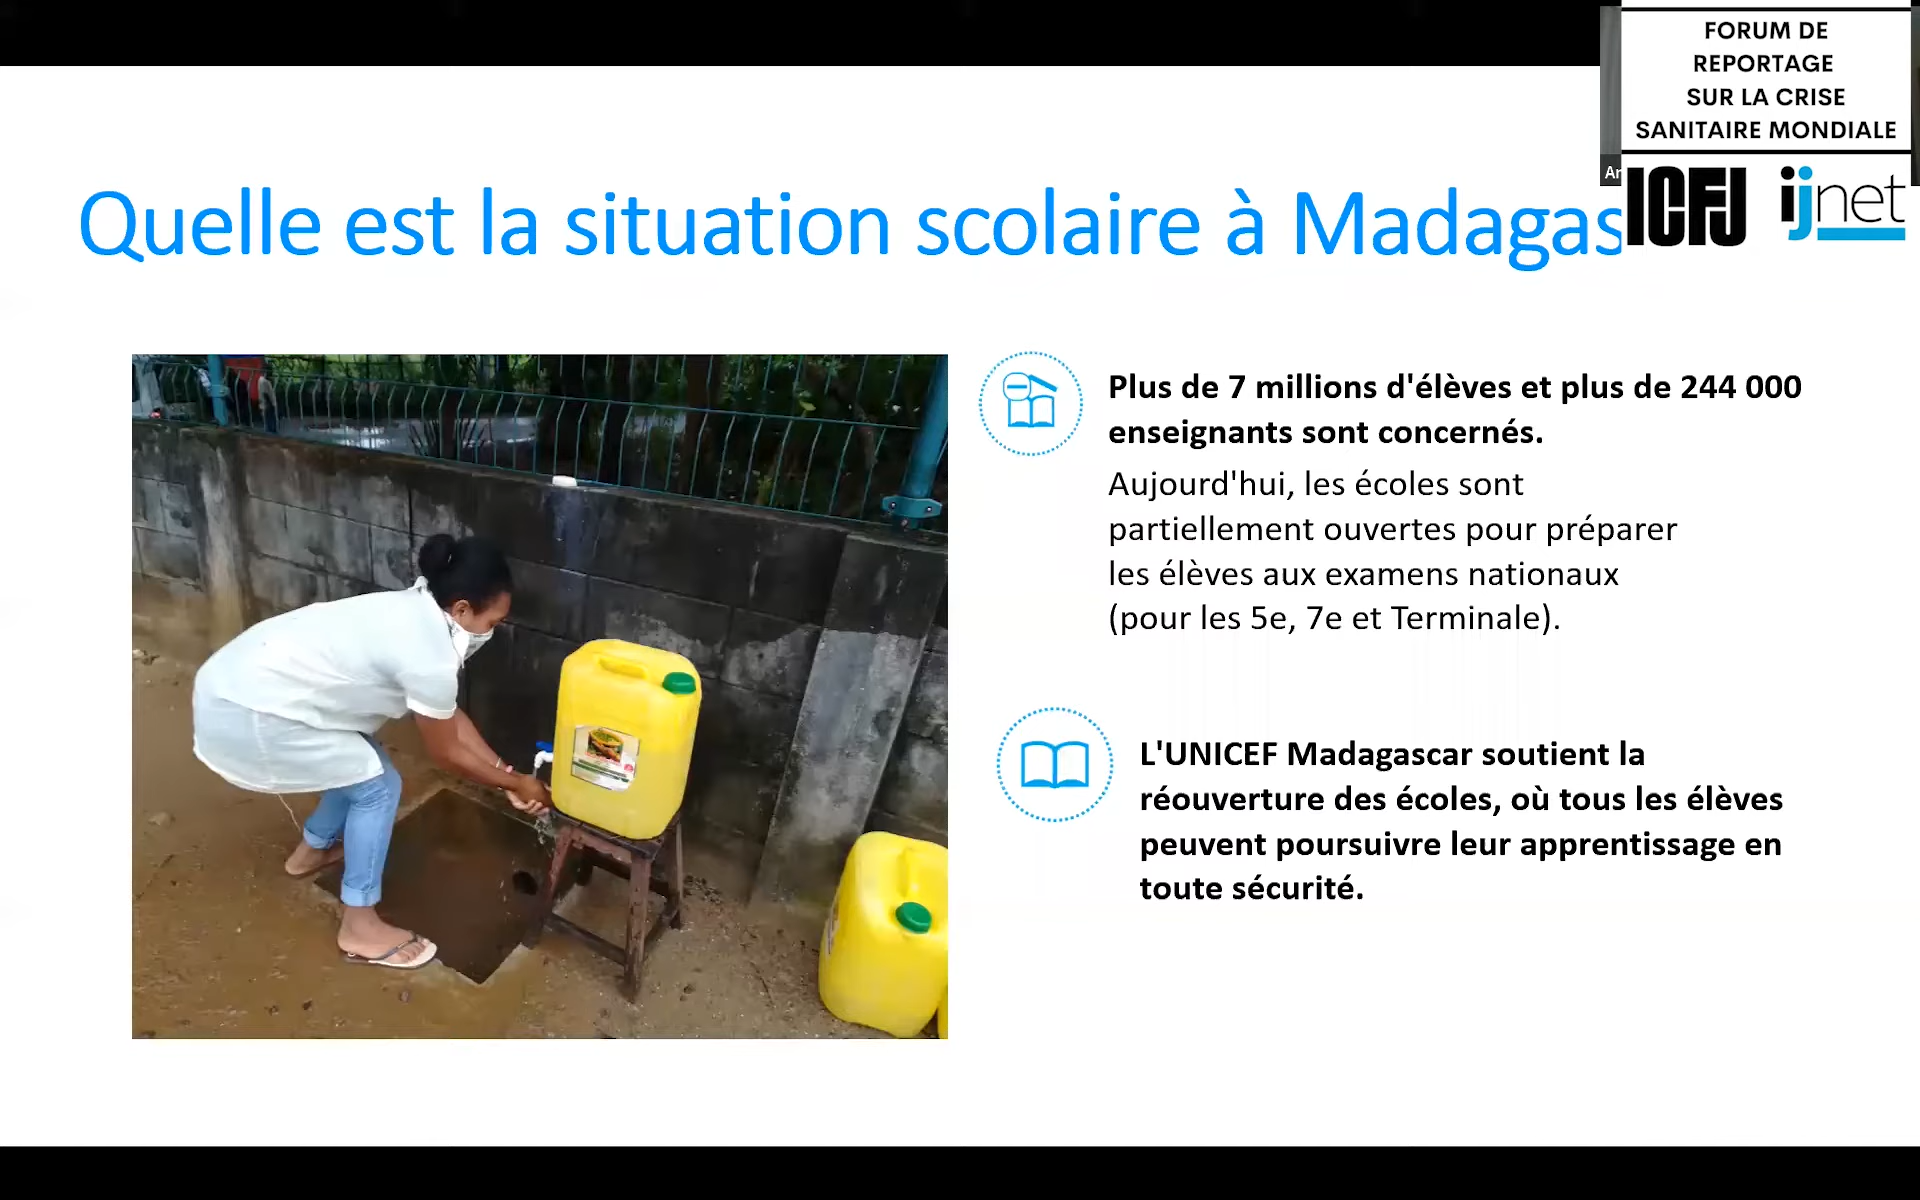 FORUM DE
REPORTAGE
SUR LA CRISE
SANITAIRE MONDIALE
Ar
ICFJ ijnet
Quelle est la situation scolaire à Madagas
Plus de 7 millions d'élèves et plus de 244 000
enseignants sont concernés.
Aujourd'hui, les écoles sont
partiellement ouvertes pour préparer
les élèves aux examens nationaux
(pour les 5e, 7e et Terminale).
L'UNICEF Madagascar soutient la
réouverture des écoles, où tous les élèves
peuvent poursuivre leur apprentissage en
toute sécurité.